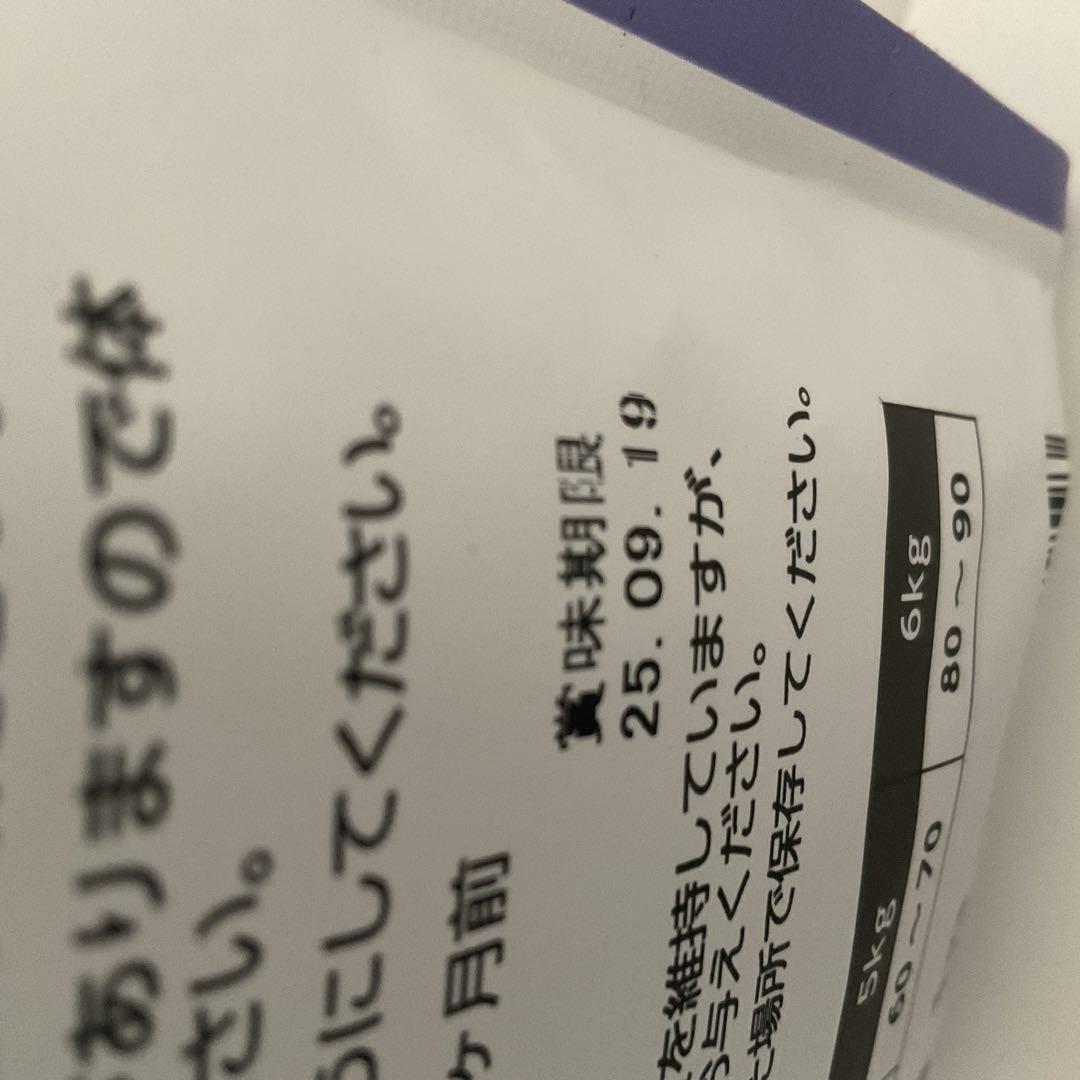 ありますので体
さい。
にしてください。
ヶ月前
賞味期限
25. 09. 19
を維持していますが、
与えください。
場所で保存してください。
5kg 6kg
60～70 80～90